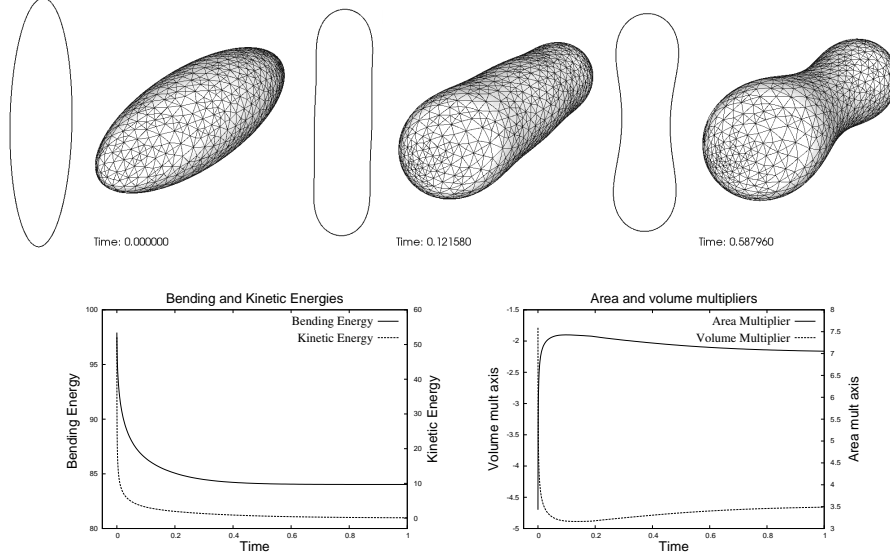 Time: 0.000000
Time: 0.121580
Time: 0.587960
Bending and Kinetic Energies
Bending Energy
Kinetic Energy
100
95
90
85
80
60
50
40
30
20
10
0
0
0.2
0.4
0.6
0.8
1
Bending Energy
Kinetic Energy
Time
Area and volume multipliers
Area Multiplier
Volume Multiplier
-1.5
-2
-2.5
-3
-3.5
-4
-4.5
-5
8
7.5
7
6.5
6
5.5
5
4.5
4
3.5
3
0
0.2
0.4
0.6
0.8
1
Volume mult axis
Area mult axis
Time